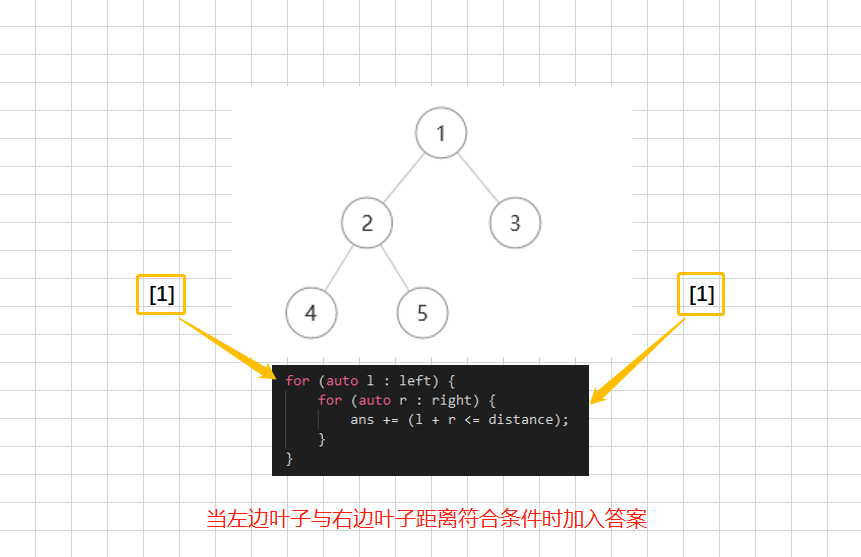 1
2 3
4 5
[1] [1]
for (auto l : left) {
    for (auto r : right) {
        ans += (l + r <= distance);
    }
}
当左边叶子与右边叶子距离符合条件时加入答案